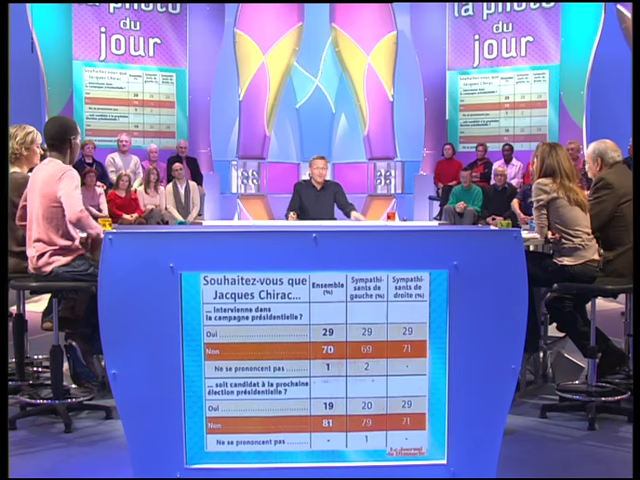 la photo
du
jour
la photo
du
jour
Souhaitez-vous que
Jacques Chirac...
Ensemble
(%)
Sympathi-
sants de
gauche (%)
Sympathi-
sants de
droite (%)
... intervienne dans
la campagne présidentielle ?
Oui 29 29 29
Non 70 69 71
Ne se prononcent pas 1 2 -
... soit candidat à la prochaine
élection présidentielle ?
Oui 19 20 29
Non 81 79 71
Ne se prononcent pas - 1 -
Le Journal
du Dimanche